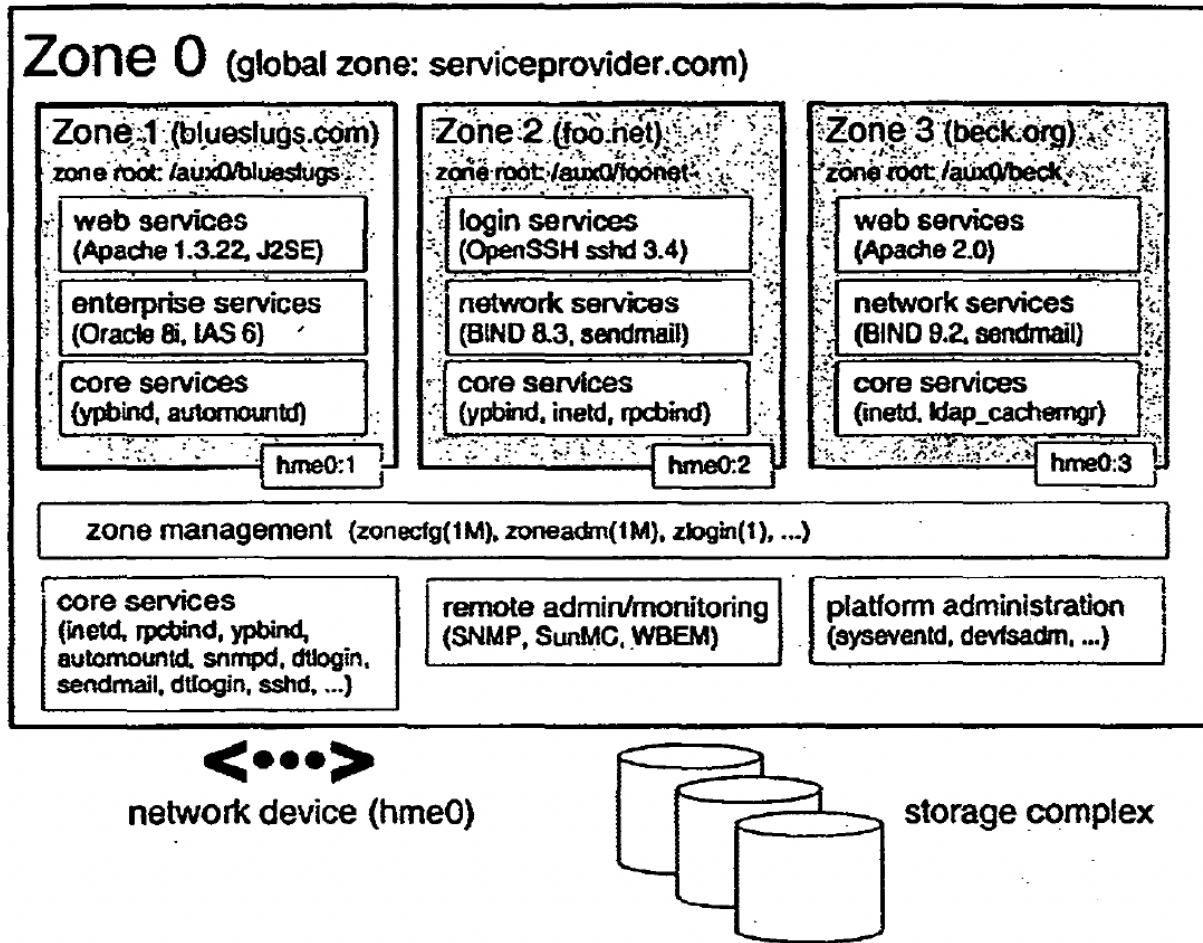 Zone 0 (global zone: serviceprovider.com)
Zone 1 (blueslugs.com)
zone root: /aux0/blueslugs
web services
(Apache 1.3.22, J2SE)
enterprise services
(Oracle 8i, IAS 6)
core services
(ypbind, automountd)
hme0:1
Zone 2 (foo.net)
zone root: /aux0/foonet
login services
(OpenSSH sshd 3.4)
network services
(BIND 8.3, sendmail)
core services
(ypbind, inetd, rpcbind)
hme0:2
Zone 3 (beck.org)
zone root: /aux0/beck
web services
(Apache 2.0)
network services
(BIND 9.2, sendmail)
core services
(inetd, ldap_cachemgr)
hme0:3
zone management (zonecfg(1M), zoneadm(1M), zlogin(1), ...)
core services
(inetd, rpcbind, ypbind,
automountd, snmpd, dtlogin,
sendmail, dtlogin, sshd, ...)
remote admin/monitoring
(SNMP, SunMC, WBEM)
platform administration
(syseventd, devfsadm, ...)
network device (hme0)
storage complex